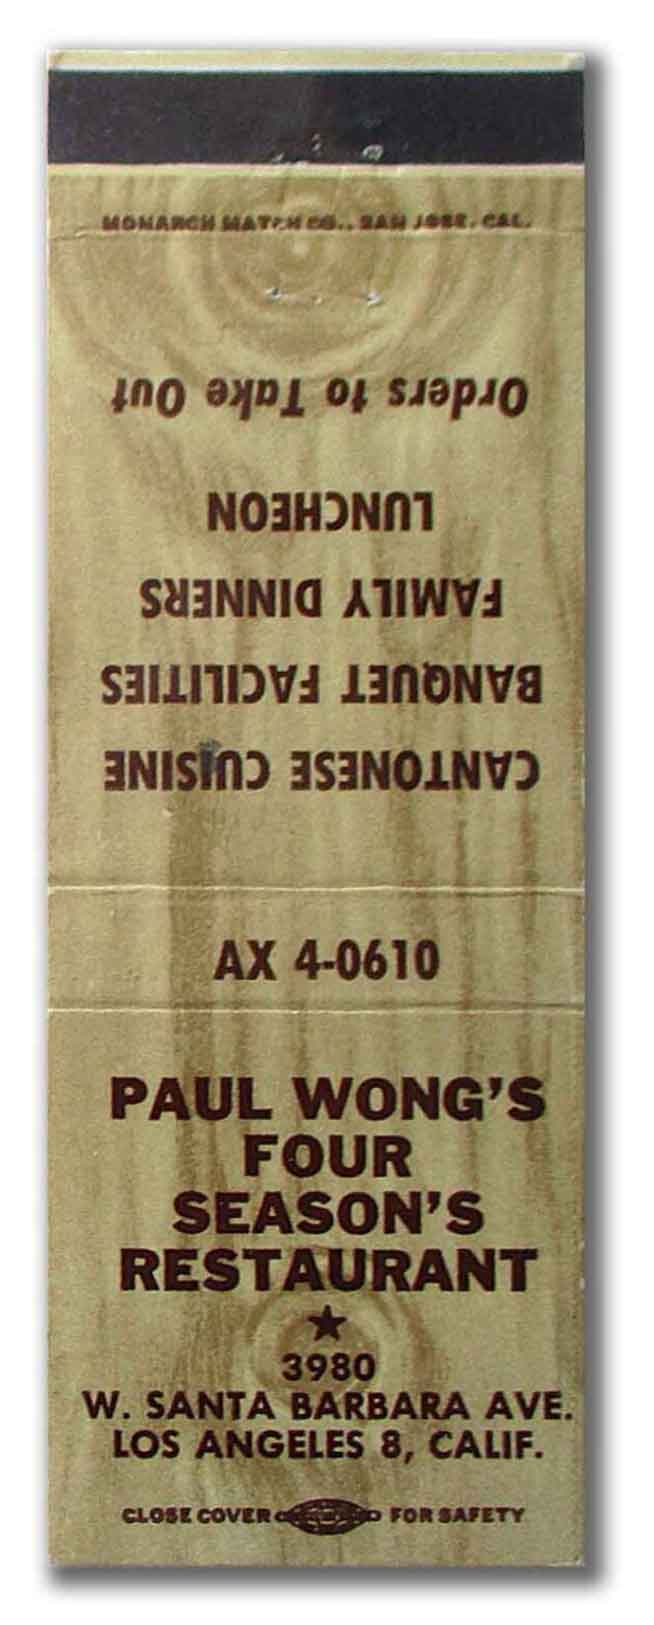 MONARCH MATCH CO., SAN JOSE, CAL.
CANTONESE CUISINE
BANQUET FACILITIES
FAMILY DINNERS
LUNCHEON
Orders to Take Out
AX 4-0610
PAUL WONG'S
FOUR
SEASON'S
RESTAURANT
3980
W. SANTA BARBARA AVE.
LOS ANGELES 8, CALIF.
CLOSE COVER FOR SAFETY